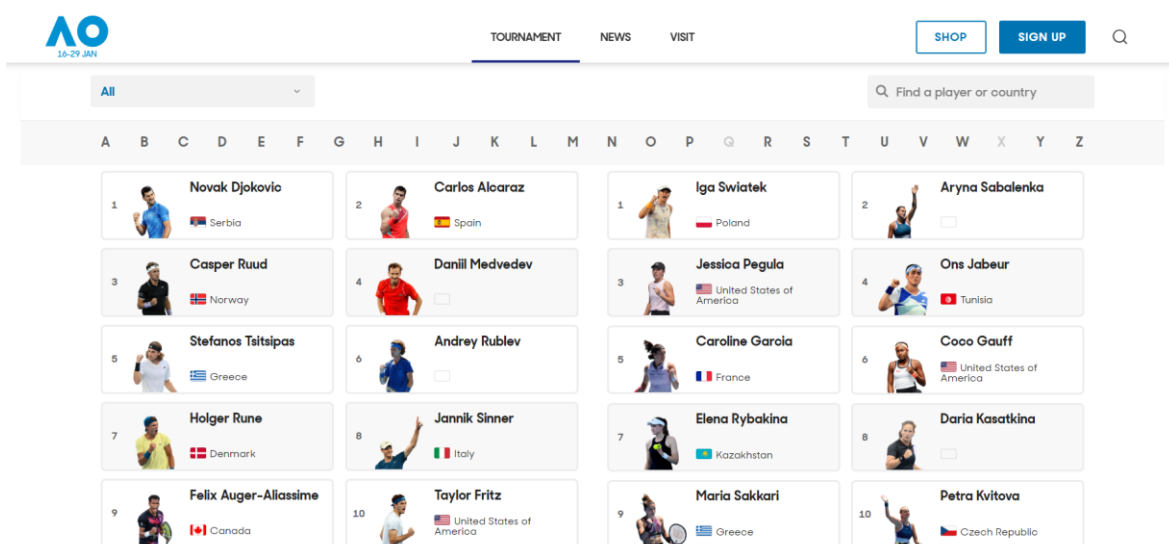 AO
16-29 JAN
TOURNAMENT
NEWS
VISIT
SHOP
SIGN UP
All
Find a player or country
A B C D E F G H I J K L M N O P Q R S T U V W X Y Z
1
Novak Djokovic
Serbia
2
Carlos Alcaraz
Spain
1
Iga Swiatek
Poland
2
Aryna Sabalenka
3
Casper Ruud
Norway
4
Daniil Medvedev
3
Jessica Pegula
United States of
America
4
Ons Jabeur
Tunisia
5
Stefanos Tsitsipas
Greece
6
Andrey Rublev
5
Caroline Garcia
France
6
Coco Gauff
United States of
America
7
Holger Rune
Denmark
8
Jannik Sinner
Italy
7
Elena Rybakina
Kazakhstan
8
Daria Kasatkina
9
Felix Auger-Aliassime
Canada
10
Taylor Fritz
United States of
America
9
Maria Sakkari
Greece
10
Petra Kvitova
Czech Republic